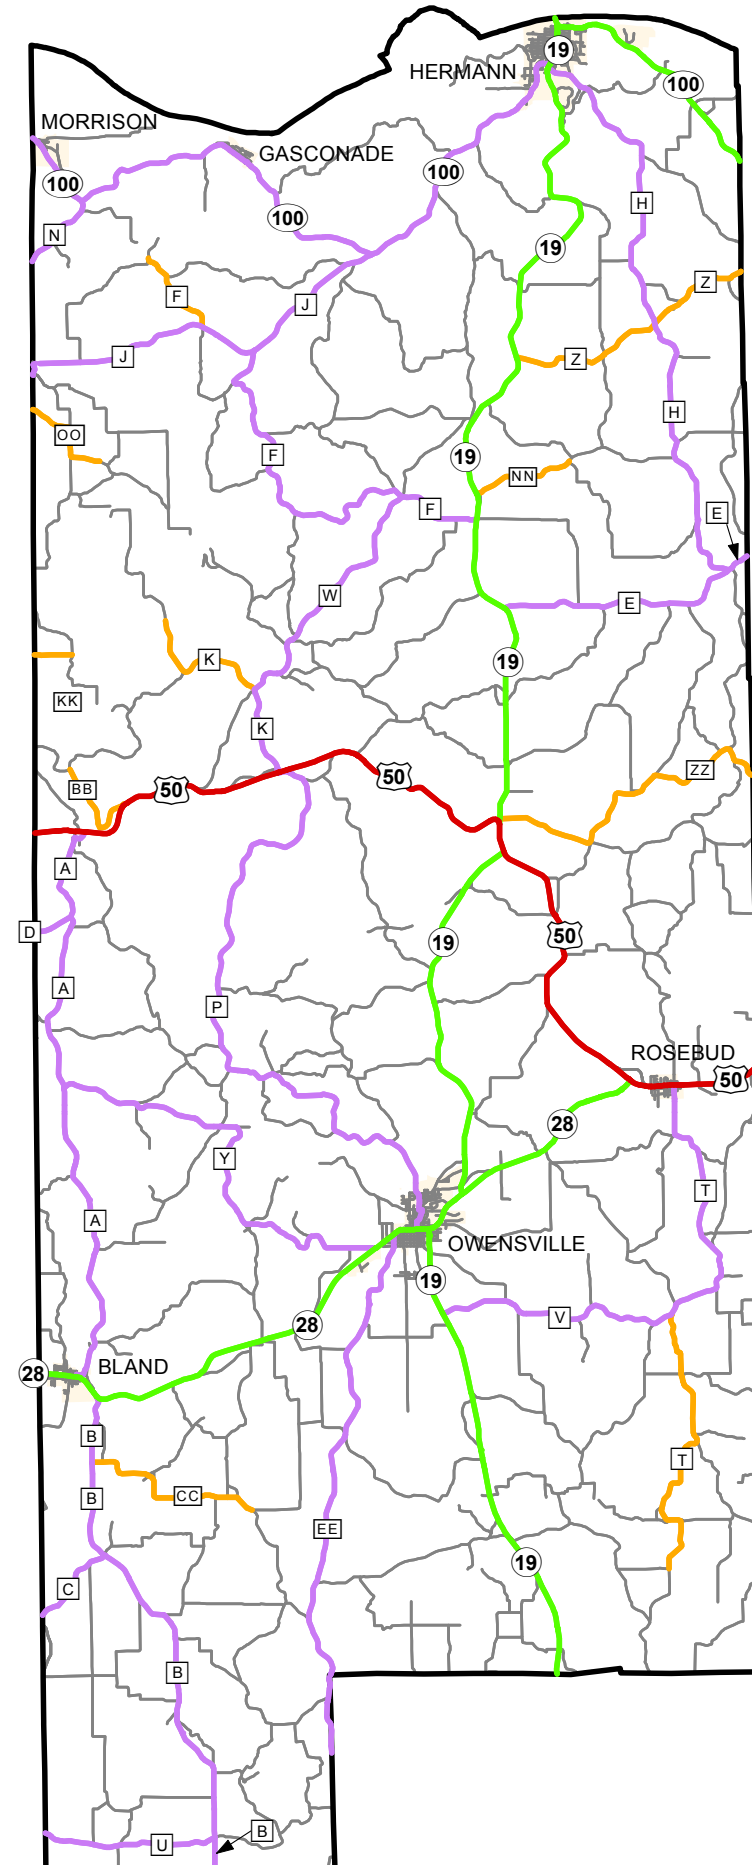 19
HERMANN
100
MORRISON
GASCONADE
100
100
H
100
N
19
Z
F
J
J
Z
H
OO
F
19
NN
F
E
W
E
K
19
KK
K
ZZ
50
50
BB
A
D
50
19
A
P
ROSEBUD
50
28
Y
T
A
OWENSVILLE
19
V
28
BLAND
28
B
T
B
CC
EE
19
C
B
B
U